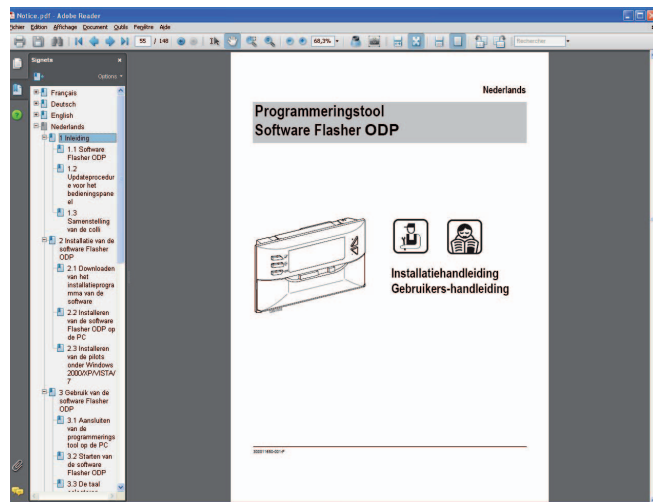 Notice.pdf - Adobe Reader
Fichier Edition Affichage Document Outils Fenêtre Aide
55 / 148
68,3%
Rechercher
Signets
Options
Français
Deutsch
English
Nederlands
1 Inleiding
1.1 Software
Flasher ODP
1.2
Updateprocedur
e voor het
bedieningspane
el
1.3
Samenstelling
van de colli
2 Installatie van de
software Flasher
ODP
2.1 Downloaden
van het
installatieprogra
mma van de
software
2.2 Installeren
van de software
Flasher ODP op
de PC
2.3 Installeren
van de pilots
onder Windows
2000/XP/VISTA/
7
3 Gebruik van de
software Flasher
ODP
3.1 Aansluiten
van de
programmerings
tool op de PC
3.2 Starten van
de software
Flasher ODP
3.3 De taal
Nederlands
Programmeringstool
Software Flasher ODP
Installatiehandleiding
Gebruikers-handleiding